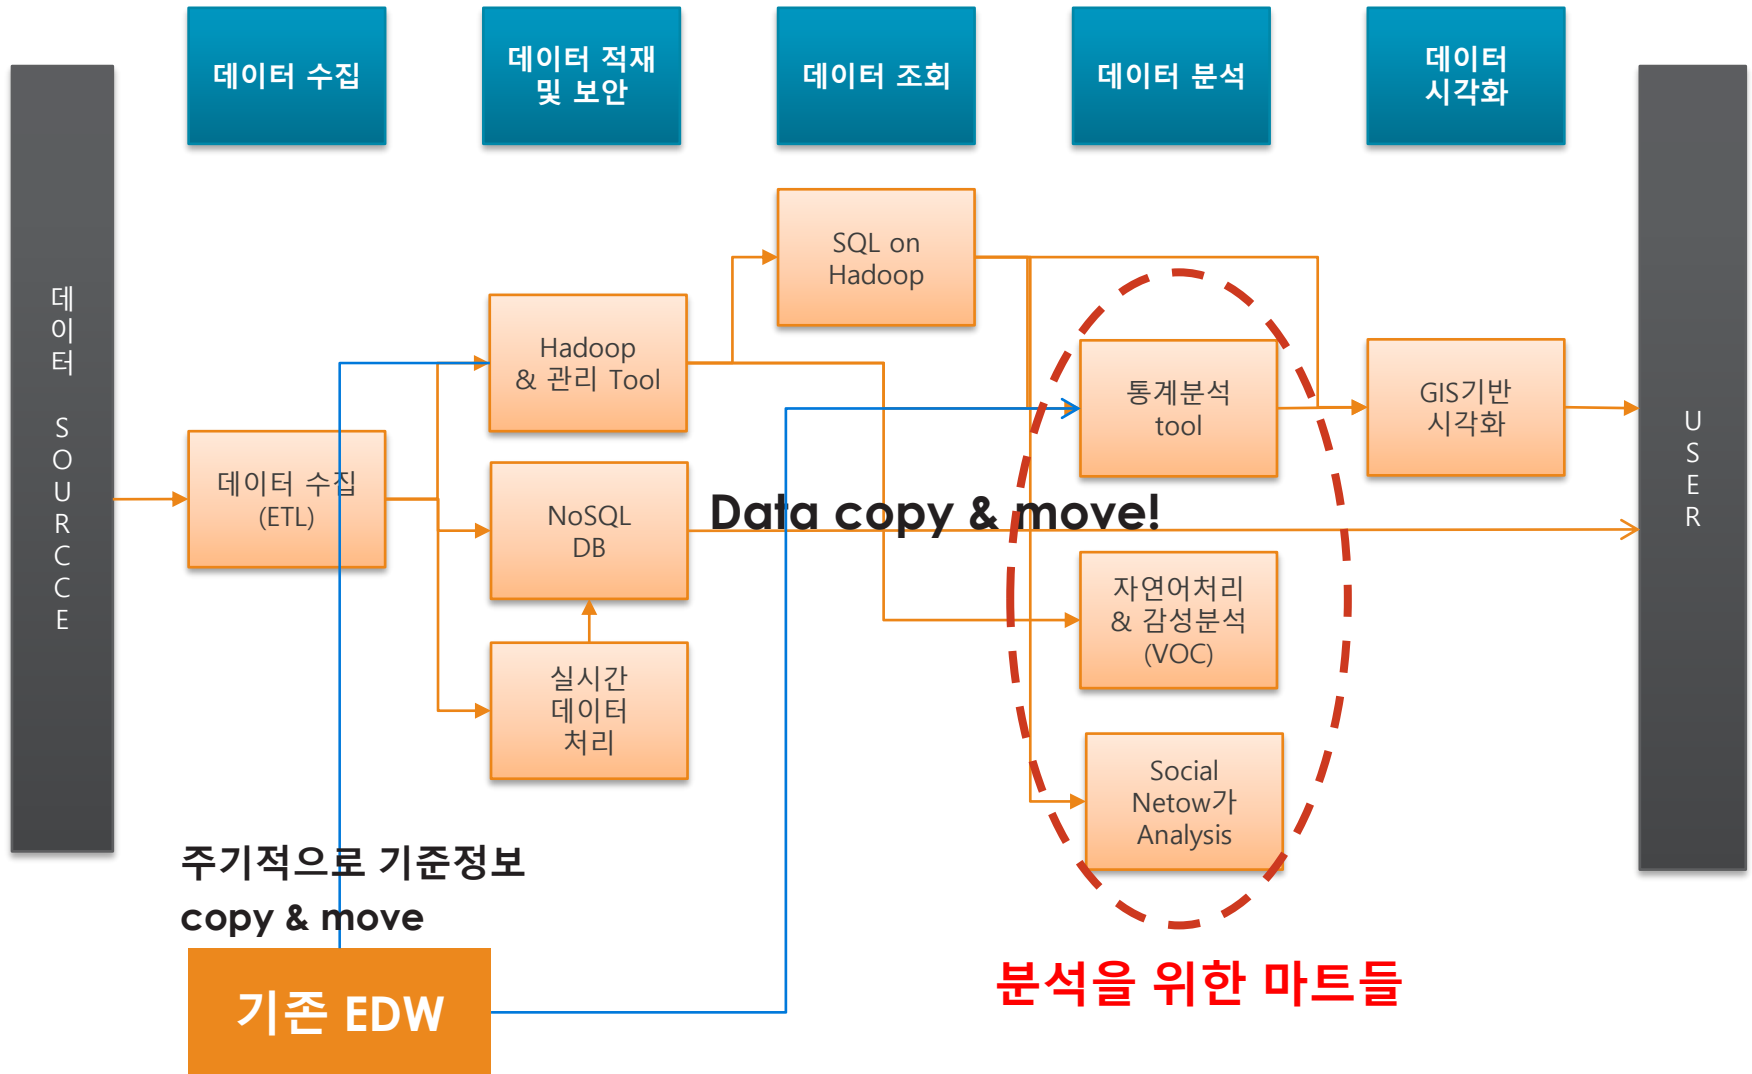 데이터 수집
데이터 적재
및 보안
데이터 조회
데이터 분석
데이터
시각화
데
이
터
S
O
U
R
C
C
E
데이터 수집
(ETL)
Hadoop
& 관리 Tool
NoSQL
DB
실시간
데이터
처리
SQL on
Hadoop
Data copy & move!
통계분석
tool
자연어처리
& 감성분석
(VOC)
Social
Netow가
Analysis
GIS기반
시각화
U
S
E
R
주기적으로 기준정보
copy & move
기존 EDW
분석을 위한 마트들